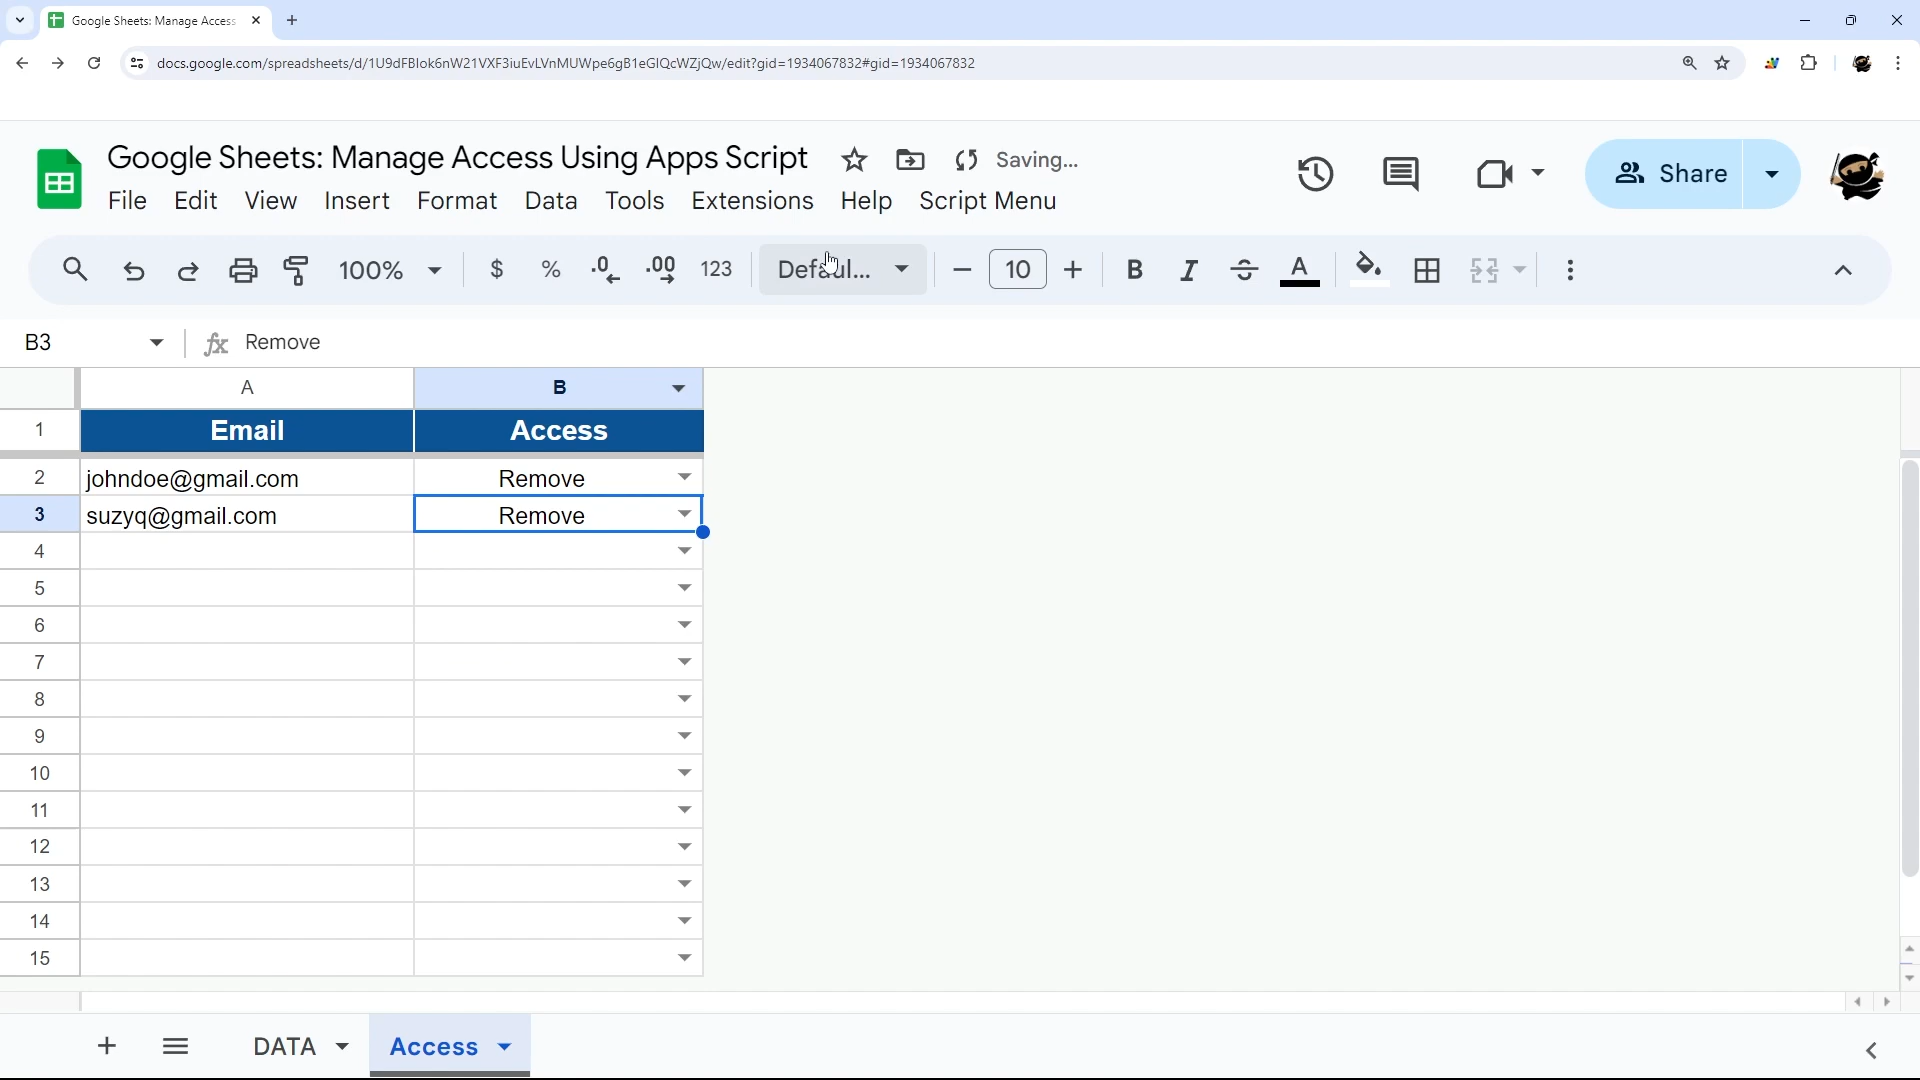 Google Sheets: Manage Access
docs.google.com/spreadsheets/d/1U9dFBlok6nW21VXF3iuEvLVnMUWpe6gB1eGlQcWZjQw/edit?gid=1934067832#gid=1934067832
Google Sheets: Manage Access Using Apps Script
Saving...
File Edit View Insert Format Data Tools Extensions Help Script Menu
Share
100% $ % .0 .00 123 Defaul... 10 B I A
B3 fx Remove
A B
1 Email Access
2 johndoe@gmail.com Remove
3 suzyq@gmail.com Remove
4
5
6
7
8
9
10
11
12
13
14
15
DATA Access